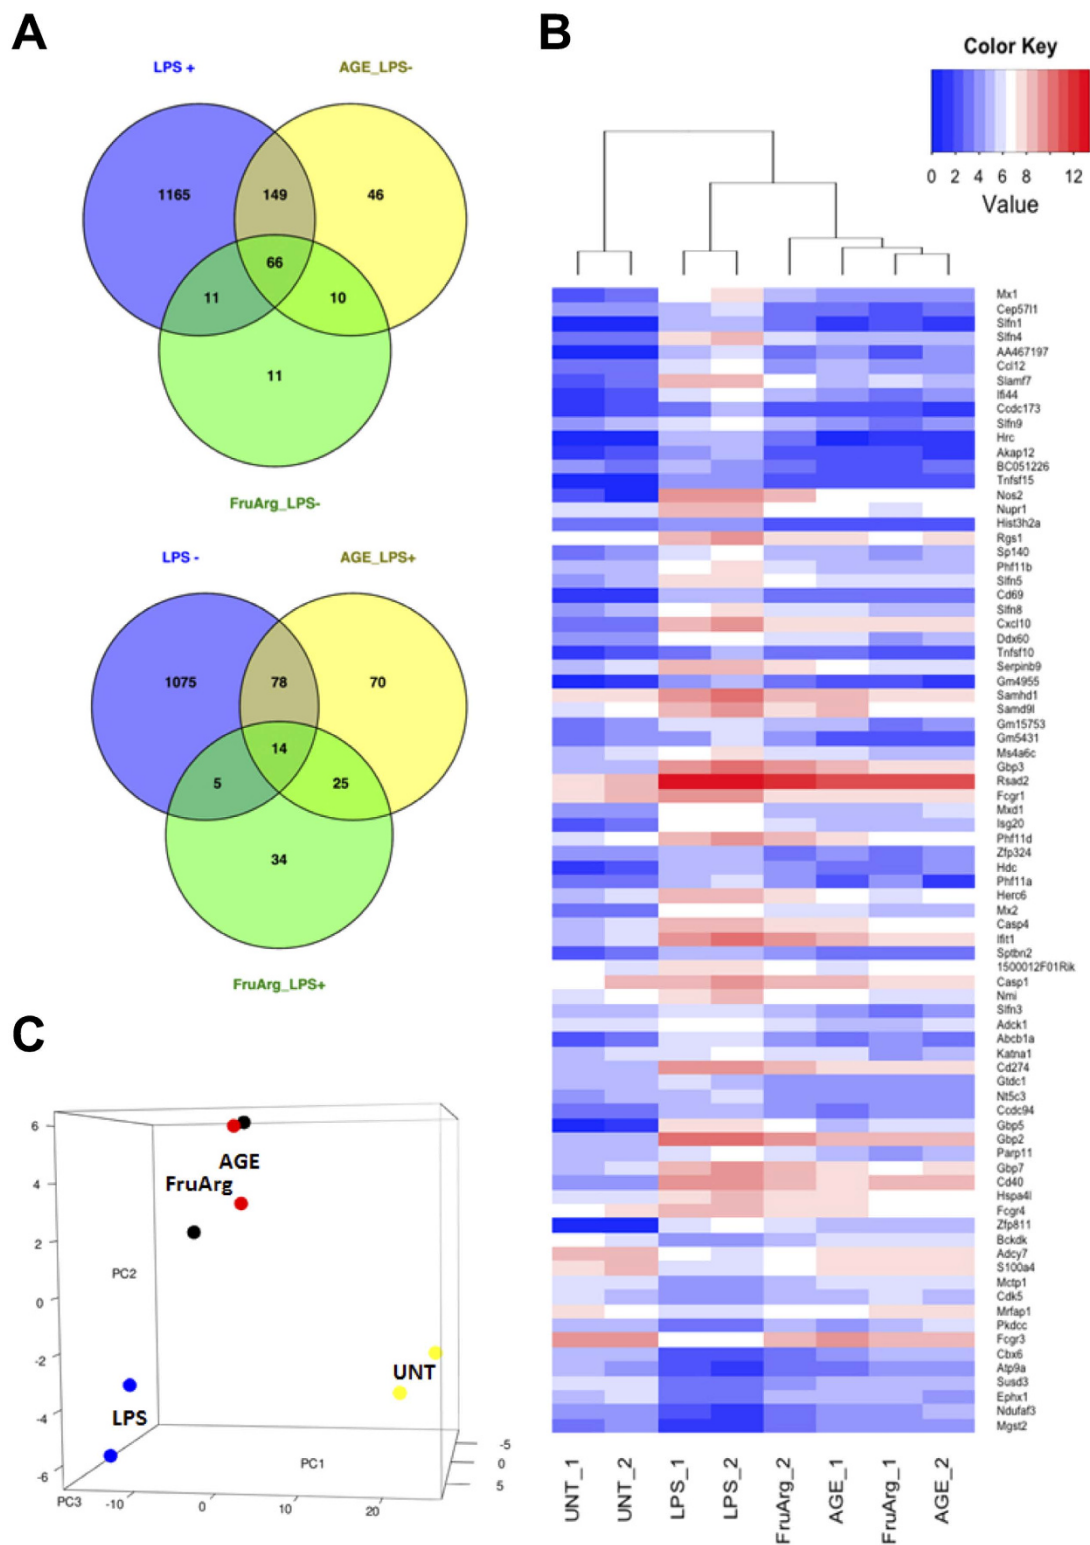 A
LPS +
AGE_LPS-
1165
149
46
66
11
10
11
FruArg_LPS-
LPS -
AGE_LPS+
1075
78
70
14
5
25
34
FruArg_LPS+
B
Color Key
0 2 4 6 8 12
Value
Mx1
Cep57l1
Slfn1
Slfn4
AA467197
Ccl12
Slamf7
Ifi44
Ccdc173
Slfn9
Hrc
Akap12
BC051226
Tnfsf15
Nos2
Nupr1
Hist3h2a
Rgs1
Sp140
Phf11b
Slfn5
Cd69
Slfn8
Cxcl10
Ddx60
Tnfsf10
Serpinb9
Gm4955
Samhd1
Samd9l
Gm15753
Gm5431
Ms4a6c
Gbp3
Rsad2
Fcgr1
Mxd1
Isg20
Phf11d
Zfp324
Hdc
Phf11a
Herc6
Mx2
Casp4
Ifit1
Sptbn2
1500012F01Rik
Casp1
Nmi
Slfn3
Adck1
Abcb1a
Katna1
Cd274
Gtdc1
Nt5c3
Ccdc94
Gbp5
Gbp2
Parp11
Gbp7
Cd40
Hspa4l
Fcgr4
Zfp811
Bckdk
Adcy7
S100a4
Mctp1
Cdk5
Mrfap1
Pkdcc
Fcgr3
Cbx6
Atp9a
Susd3
Ephx1
Ndufaf3
Mgst2
UNT_1
UNT_2
LPS_1
LPS_2
FruArg_2
AGE_1
FruArg_1
AGE_2
C
6
4
2
0
-2
-4
-6
AGE
FruArg
PC2
UNT
LPS
PC1
PC3
-10
0
10
20
-5
0
5